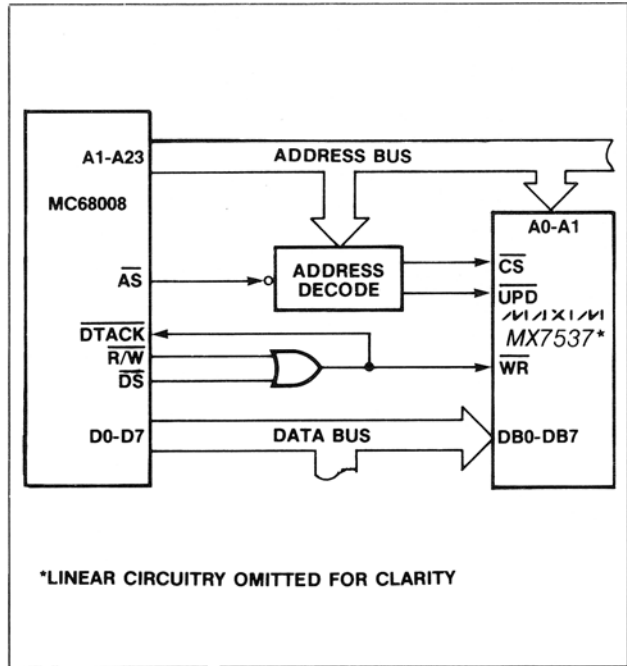 A1-A23
ADDRESS BUS
MC68008
A0-A1
AS
ADDRESS
DECODE
CS
UPD
MAXIM
MX7537*
DTACK
R/W
DS
WR
D0-D7
DATA BUS
DB0-DB7
*LINEAR CIRCUITRY OMITTED FOR CLARITY